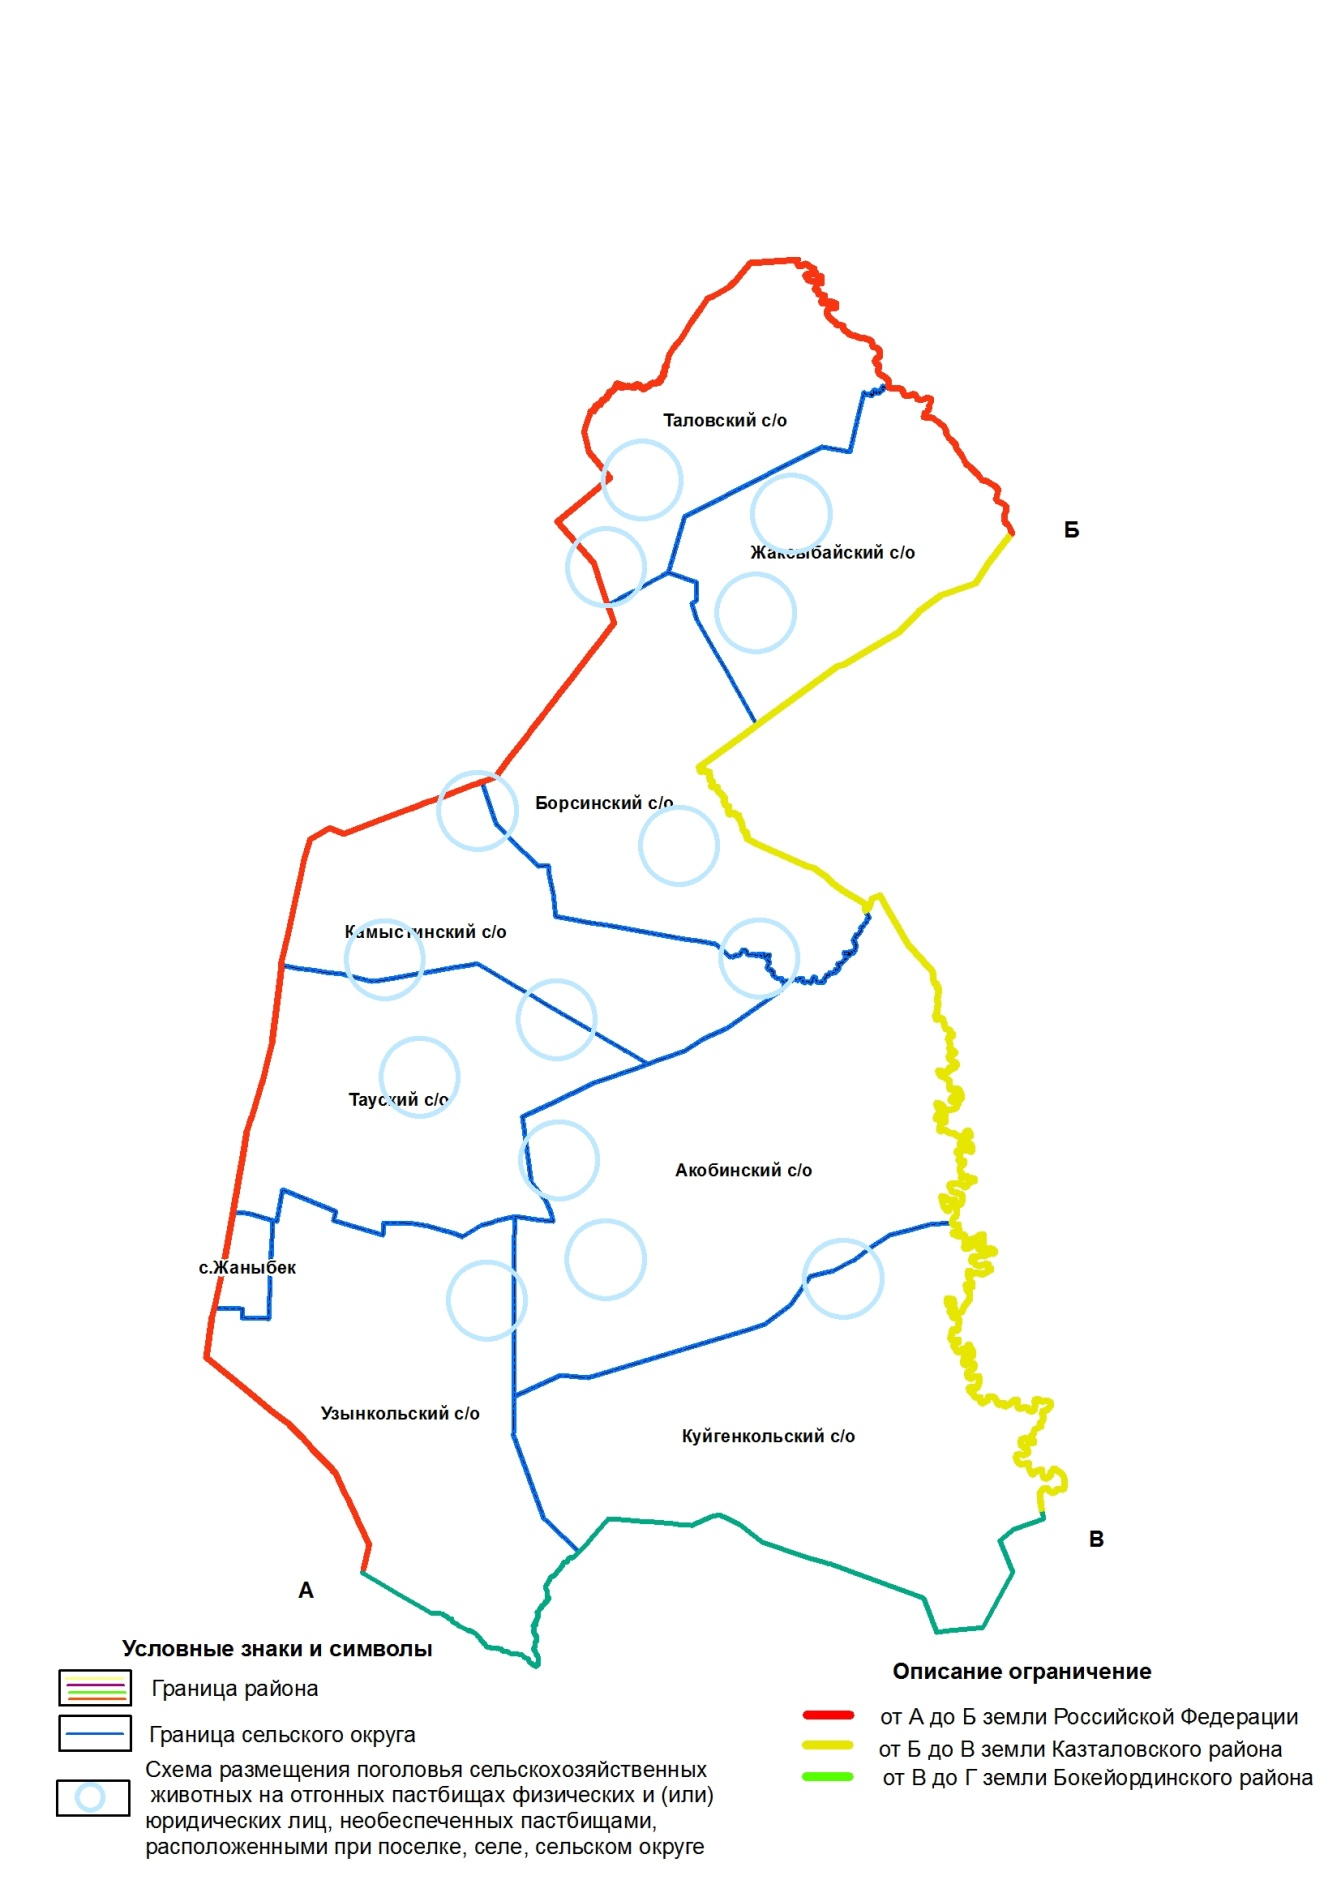 Таловский с/о
Б
Жаксыбайский с/о
Борсинский с/о
Камыстинский с/о
Тауский с/о
Акобинский с/о
с.Жаныбек
Узынкольский с/о
Куйгенкольский с/о
В
А
Условные знаки и символы
Граница района
Граница сельского округа
Схема размещения поголовья сельскохозяйственных
животных на отгонных пастбищах физических и (или)
юридических лиц, необеспеченных пастбищами,
расположенными при поселке, селе, сельском округе
Описание ограничение
от А до Б земли Российской Федерации
от Б до В земли Казталовского района
от В до Г земли Бокейординского района